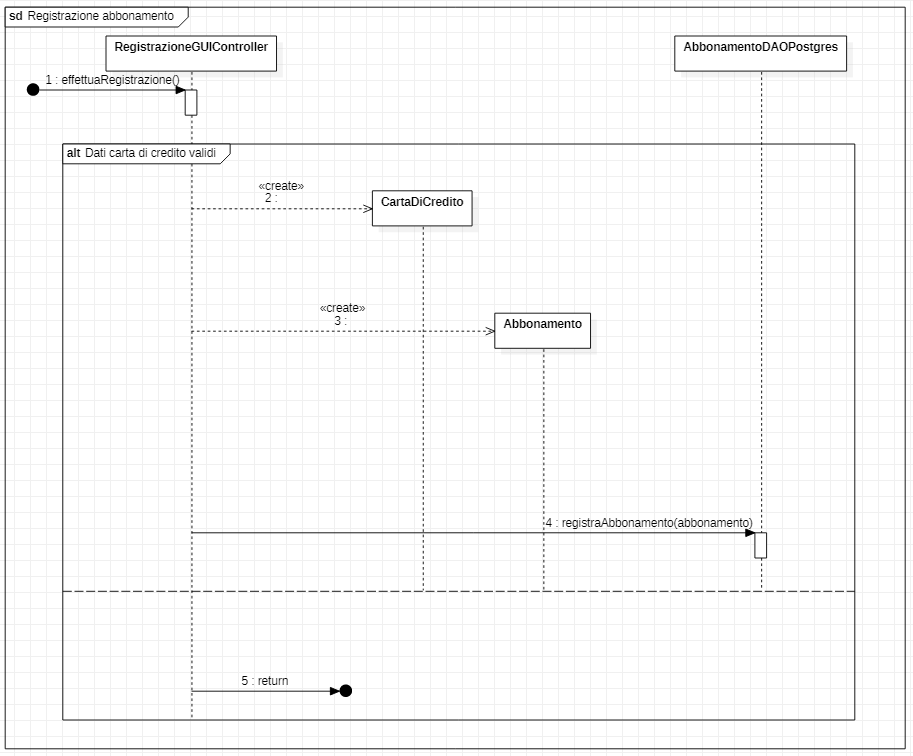 sd Registrazione abbonamento
RegistrazioneGUIController
AbbonamentoDAOPostgres
1 : effettuaRegistrazione()
alt Dati carta di credito validi
«create»
2 :
CartaDiCredito
«create»
3 :
Abbonamento
4 : registraAbbonamento(abbonamento)
5 : return